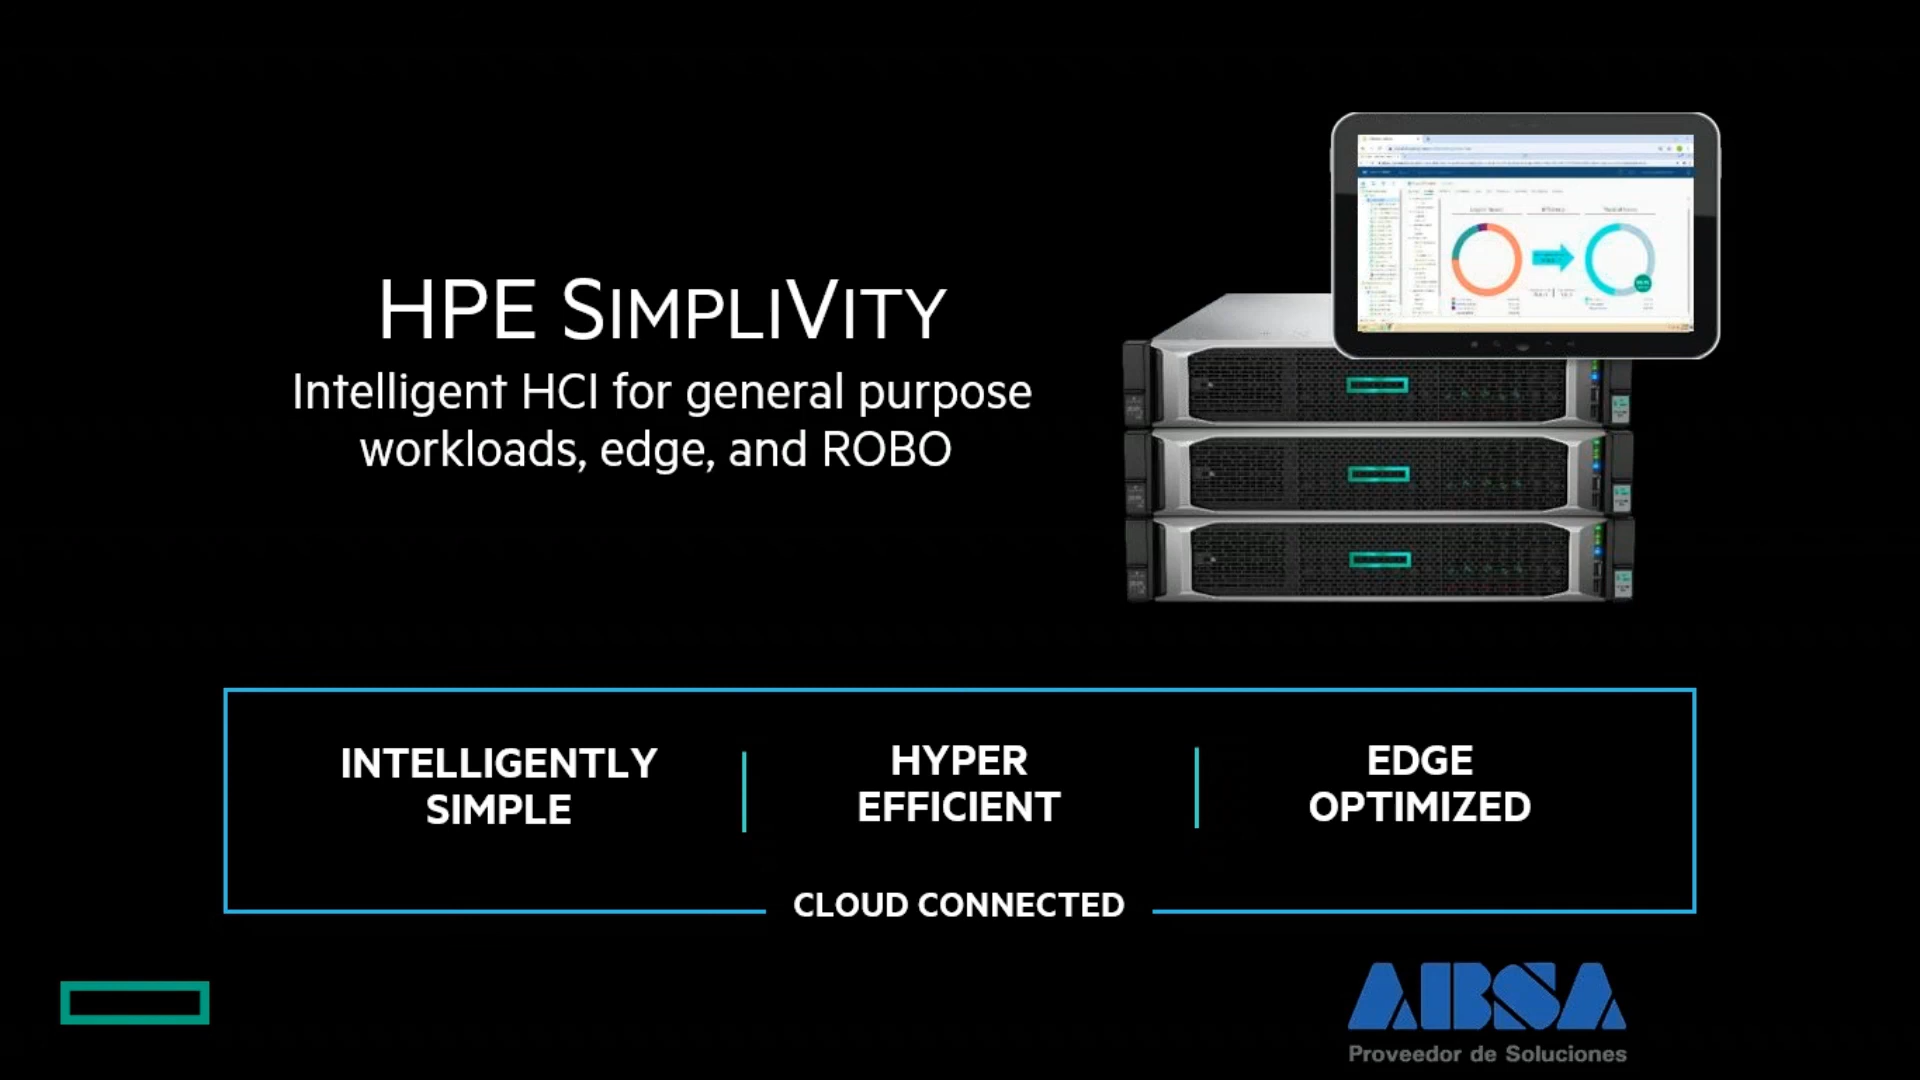 HPE SIMPLIVITY
Intelligent HCI for general purpose
workloads, edge, and ROBO
INTELLIGENTLY
SIMPLE
HYPER
EFFICIENT
EDGE
OPTIMIZED
CLOUD CONNECTED
ABSA
Proveedor de Soluciones